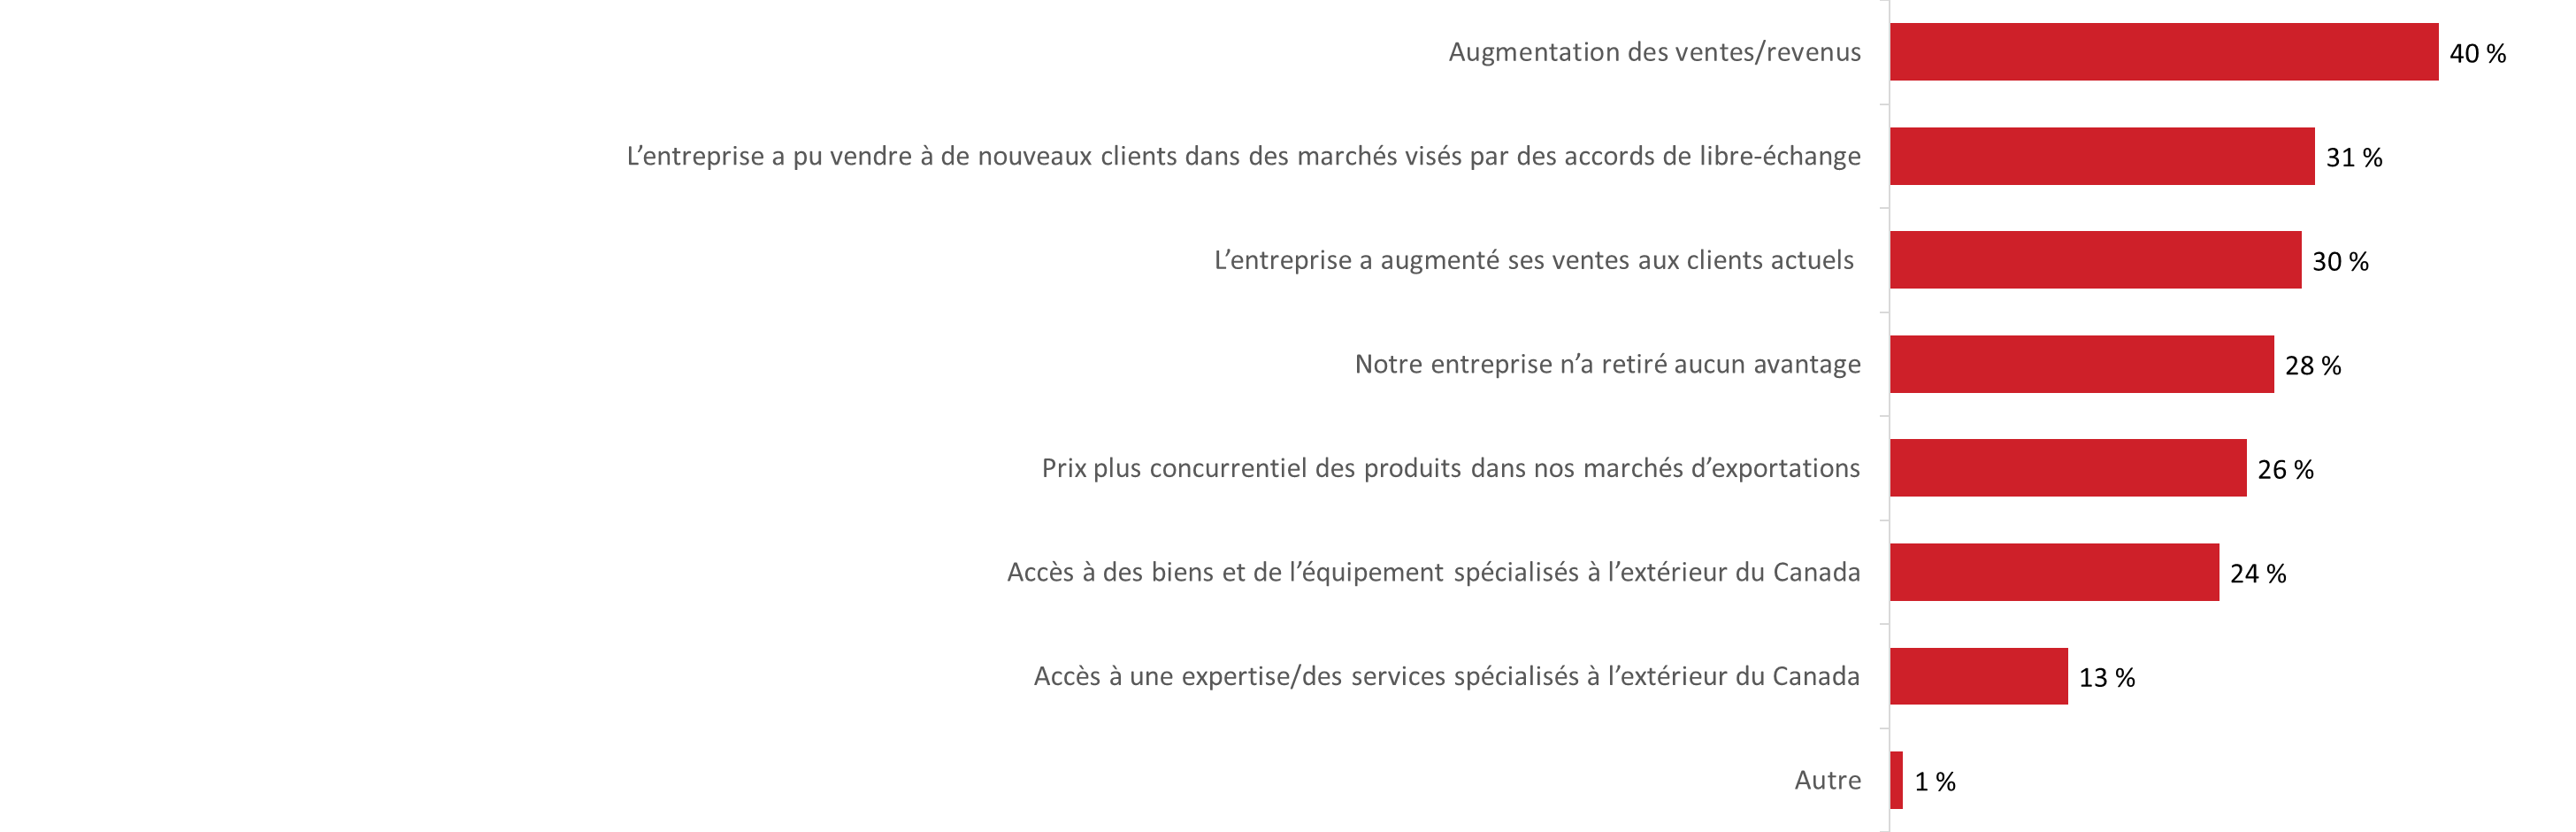 Augmentation des ventes/revenus 40 %
L’entreprise a pu vendre à de nouveaux clients dans des marchés visés par des accords de libre-échange 31 %
L’entreprise a augmenté ses ventes aux clients actuels 30 %
Notre entreprise n’a retiré aucun avantage 28 %
Prix plus concurrentiel des produits dans nos marchés d’exportations 26 %
Accès à des biens et de l’équipement spécialisés à l’extérieur du Canada 24 %
Accès à une expertise/des services spécialisés à l’extérieur du Canada 13 %
Autre 1 %